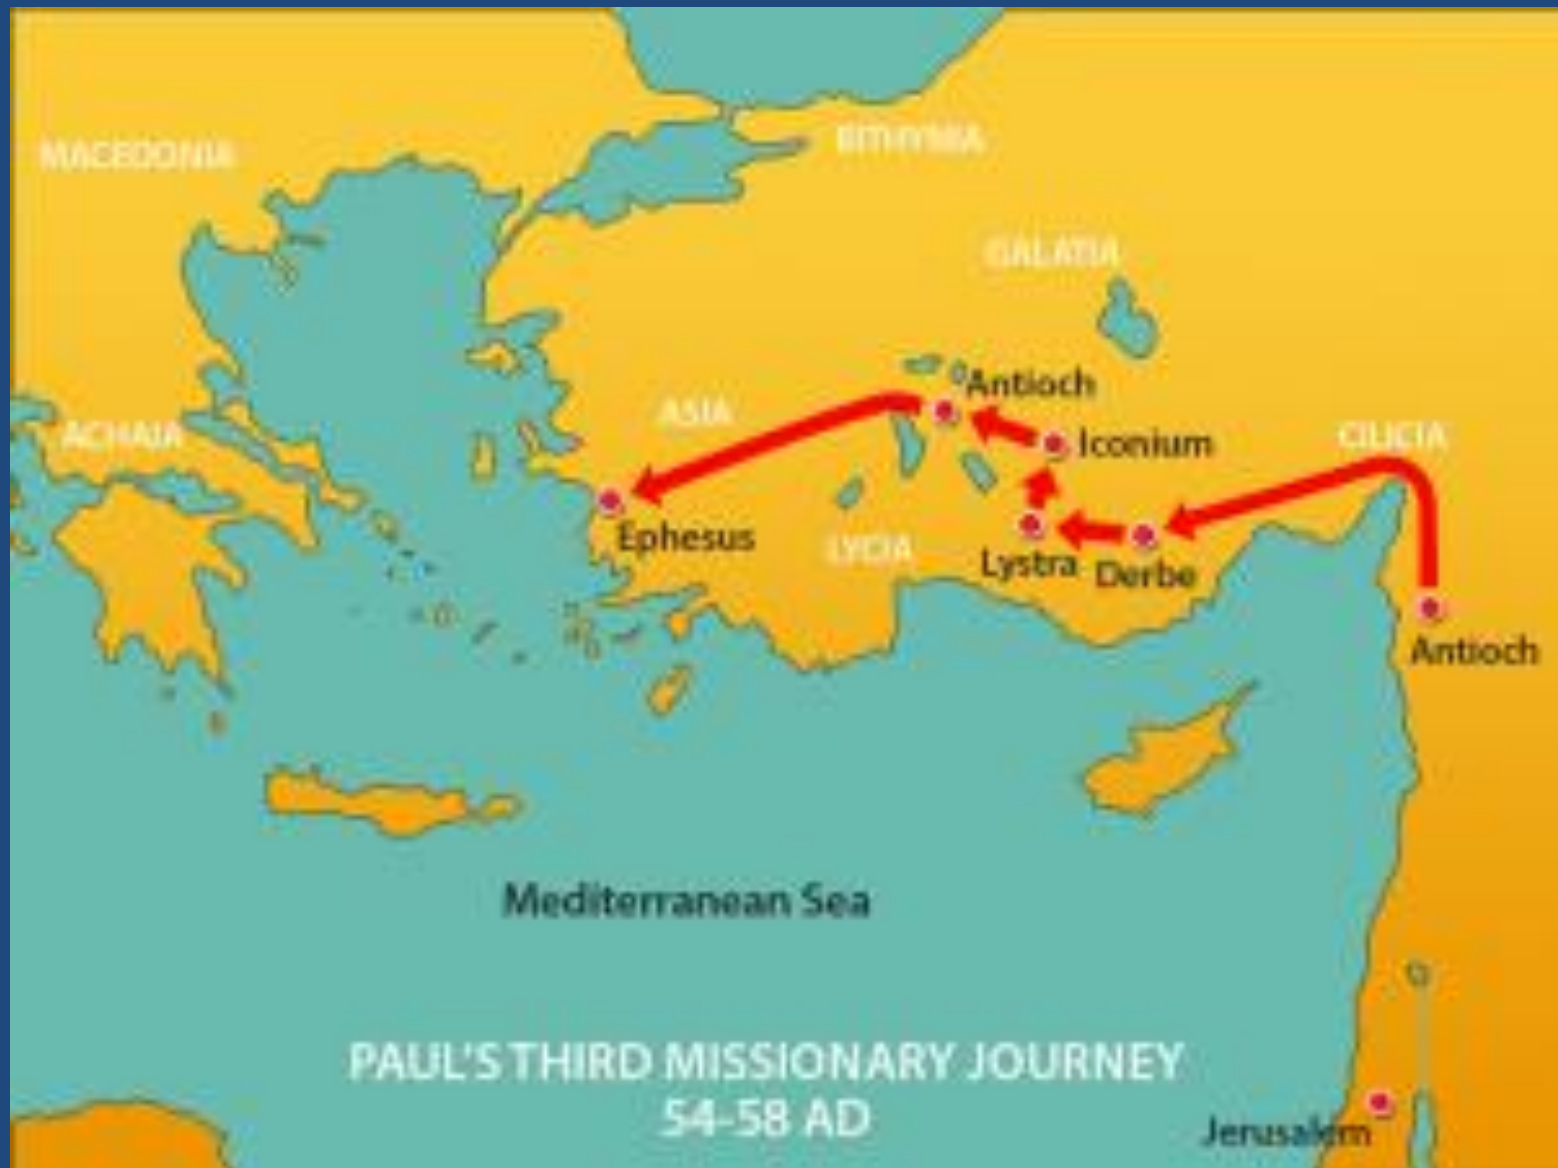 MACEDONIA
BITHYNIA
GALATIA
Antioch
ASIA
ACHAIA
Iconium
CILICIA
Ephesus
LYCIA
Lystra
Derbe
Antioch
Mediterranean Sea
PAUL'S THIRD MISSIONARY JOURNEY
54-58 AD
Jerusalem